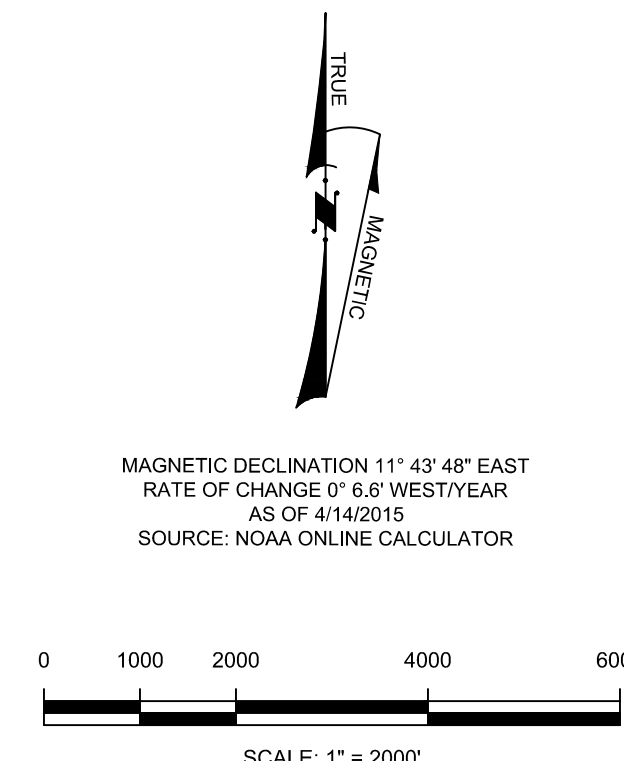 TRUE
N
MAGNETIC
MAGNETIC DECLINATION 11° 43' 48" EAST
RATE OF CHANGE 0° 6.6' WEST/YEAR
AS OF 4/14/2015
SOURCE: NOAA ONLINE CALCULATOR
0 1000 2000 4000 600
SCALE: 1" = 2000'